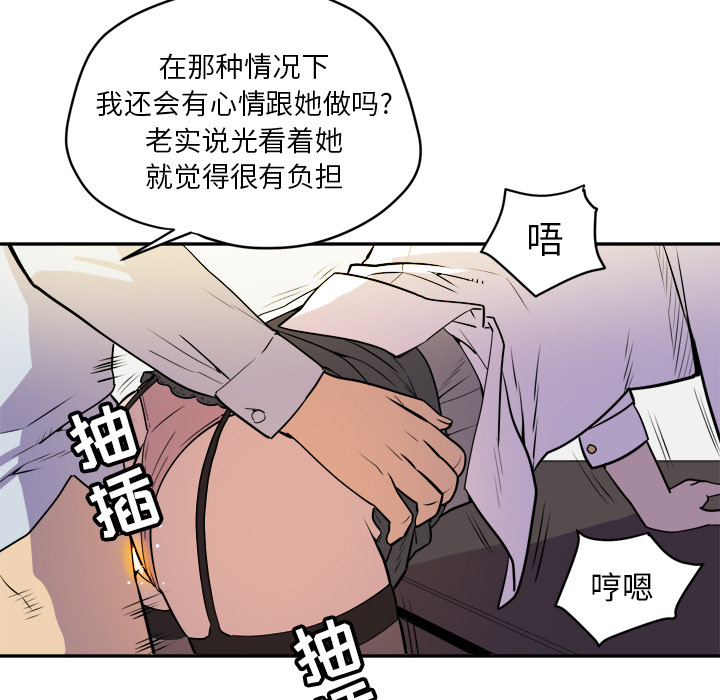 在那种情况下
我还会有心情跟她做吗?
老实说光看着她
就觉得很有负担
唔
抽
插
哼嗯
抽